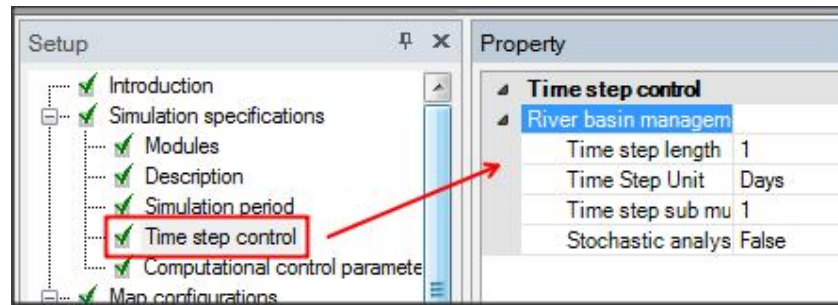 Setup
Introduction
Simulation specifications
Modules
Description
Simulation period
Time step control
Computational control paramete
Map configurations
Property
Time step control
River basin managem
Time step length 1
Time Step Unit Days
Time step sub mu 1
Stochastic analys False